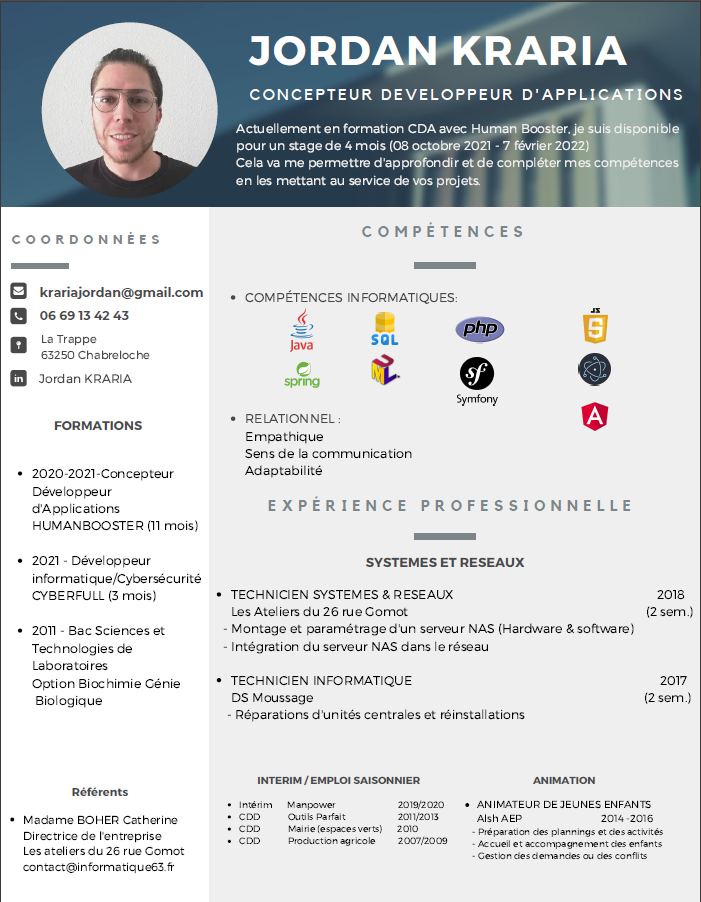 JORDAN KRARIA
CONCEPTEUR DEVELOPPEUR D'APPLICATIONS
Actuellement en formation CDA avec Human Booster, je suis disponible
pour un stage de 4 mois (08 octobre 2021 - 7 février 2022)
Cela va me permettre d'approfondir et de compléter mes compétences
en les mettant au service de vos projets.
COORDONNÉES
krariajordan@gmail.com
06 69 13 42 43
La Trappe
63250 Chabreloche
in Jordan KRARIA
FORMATIONS
• 2020-2021-Concepteur
Développeur
d'Applications
HUMANBOOSTER (11 mois)
• 2021 - Développeur
informatique/Cybersécurité
CYBERFULL (3 mois)
• 2011 - Bac Sciences et
Technologies de
Laboratoires
Option Biochimie Génie
Biologique
Référents
• Madame BOHER Catherine
Directrice de l'entreprise
Les ateliers du 26 rue Gomot
contact@informatique63.fr
COMPÉTENCES
• COMPÉTENCES INFORMATIQUES:
Java SQL php JS 5
spring UML sf
Symfony
A
• RELATIONNEL :
Empathique
Sens de la communication
Adaptabilité
EXPÉRIENCE PROFESSIONNELLE
SYSTEMES ET RESEAUX
• TECHNICIEN SYSTEMES & RESEAUX 2018
Les Ateliers du 26 rue Gomot (2 sem.)
- Montage et paramétrage d'un serveur NAS (Hardware & software)
- Intégration du serveur NAS dans le réseau
• TECHNICIEN INFORMATIQUE 2017
DS Moussage (2 sem.)
- Réparations d'unités centrales et réinstallations
INTERIM / EMPLOI SAISONNIER
• Intérim Manpower 2019/2020
• CDD Outils Parfait 2011/2013
• CDD Mairie (espaces verts) 2010
• CDD Production agricole 2007/2009
ANIMATION
• ANIMATEUR DE JEUNES ENFANTS
Alsh AEP 2014 -2016
- Préparation des plannings et des activités
- Accueil et accompagnement des enfants
- Gestion des demandes ou des conflits